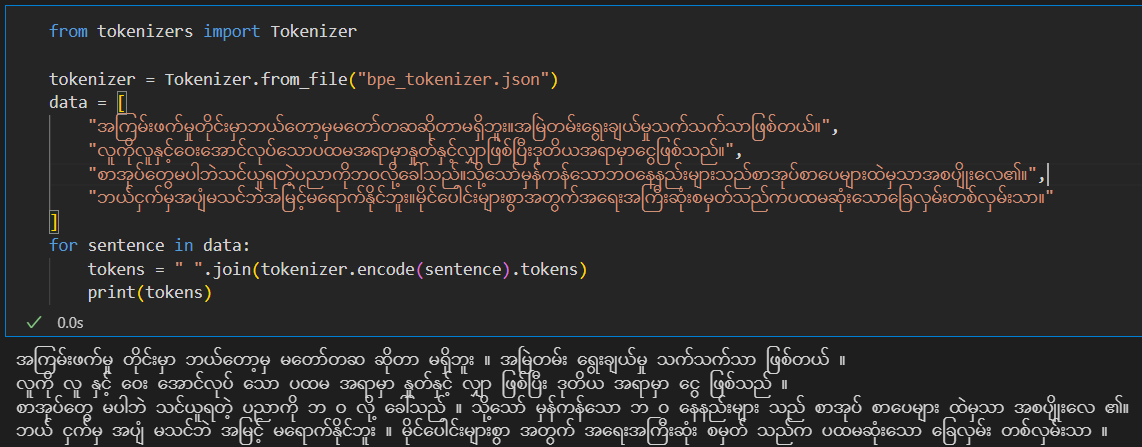 from tokenizers import Tokenizer
tokenizer = Tokenizer.from_file("bpe_tokenizer.json")
data = [
"အကြမ်းဖက်မှုတိုင်းမှာဘယ်တော့မှမတော်တဆဆိုတာမရှိဘူး။အမြဲတမ်းရွေးချယ်မှုသက်သက်သာဖြစ်တယ်။",
"လူကိုလူနှင့်ဝေးအောင်လုပ်သောပထမအရာမှာနှုတ်နှင့်လျှာဖြစ်ပြီးဒုတိယအရာမှာငွေဖြစ်သည်။",
"စာအုပ်တွေမပါဘဲသင်ယူရတဲ့ပညာကိုဘဝလို့ခေါ်သည်။သို့သော်မှန်ကန်သောဘဝနေနည်းများသည်စာအုပ်စာပေများထဲမှသာအစပျိုးလေ၏။",
"ဘယ်ငှက်မှအပျံမသင်ဘဲအမြင့်မရောက်နိုင်ဘူး။မိုင်ပေါင်းများစွာအတွက်အရေးအကြီးဆုံးစမှတ်သည်ကပထမဆုံးသောခြေလှမ်းတစ်လှမ်းသာ။"
]
for sentence in data:
tokens = " ".join(tokenizer.encode(sentence).tokens)
print(tokens)
0.0s
အကြမ်းဖက်မှု တိုင်းမှာ ဘယ်တော့မှ မတော်တဆ ဆိုတာ မရှိဘူး ။ အမြဲတမ်း ရွေးချယ်မှု သက်သက်သာ ဖြစ်တယ် ။
လူကို လူ နှင့် ဝေး အောင်လုပ် သော ပထမ အရာမှာ နှုတ်နှင့် လျှာ ဖြစ်ပြီး ဒုတိယ အရာမှာ ငွေ ဖြစ်သည် ။
စာအုပ်တွေ မပါဘဲ သင်ယူရတဲ့ ပညာကို ဘ ဝ လို့ ခေါ်သည် ။ သို့သော် မှန်ကန်သော ဘ ဝ နေနည်းများ သည် စာအုပ် စာပေများ ထဲမှသာ အစပျိုးလေ ၏။
ဘယ် ငှက်မှ အပျံ မသင်ဘဲ အမြင့် မရောက်နိုင်ဘူး ။ မိုင်ပေါင်းများစွာ အတွက် အရေးအကြီးဆုံး စမှတ် သည်က ပထမဆုံးသော ခြေလှမ်း တစ်လှမ်းသာ ။